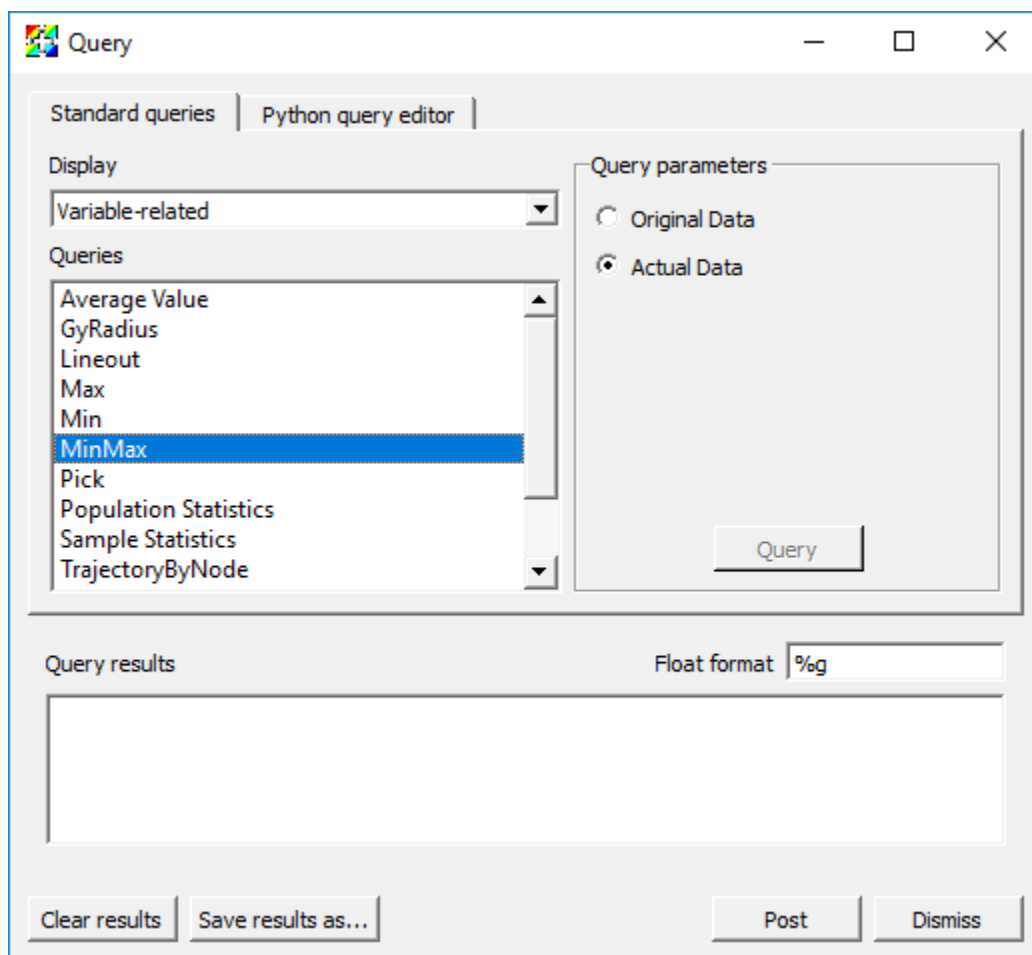 Query
Standard queries
Python query editor
Display
Variable-related
Queries
Average Value
GyRadius
Lineout
Max
Min
MinMax
Pick
Population Statistics
Sample Statistics
TrajectoryByNode
Query parameters
Original Data
Actual Data
Query
Query results
Float format %g
Clear results
Save results as...
Post
Dismiss